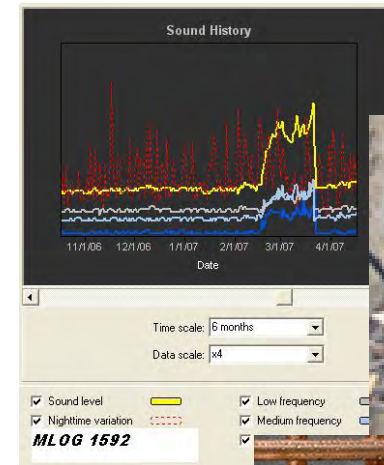 Sound History
11/1/06 12/1/06 1/1/07 2/1/07 3/1/07 4/1/07
Date
Time scale: 6 months
Data scale: x4
Sound level Low frequency
Nighttime variation Medium frequency
MLOG 1592